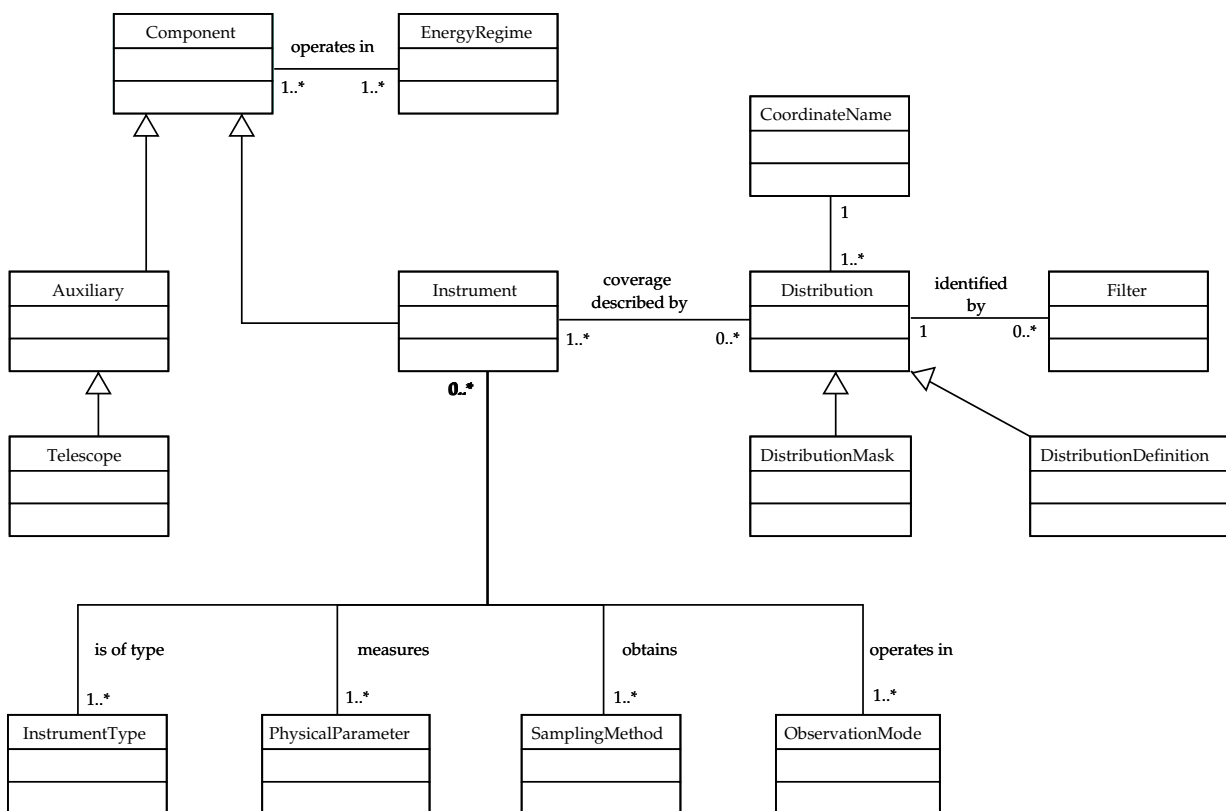 Component
operates in
EnergyRegime
1..*
1..*
CoordinateName
1
1..*
Auxiliary
Instrument
coverage
described by
Distribution
identified
by
Filter
1..*
0..*
1
0..*
0..*
Telescope
DistributionMask
DistributionDefinition
is of type
measures
obtains
operates in
1..*
1..*
1..*
1..*
InstrumentType
PhysicalParameter
SamplingMethod
ObservationMode